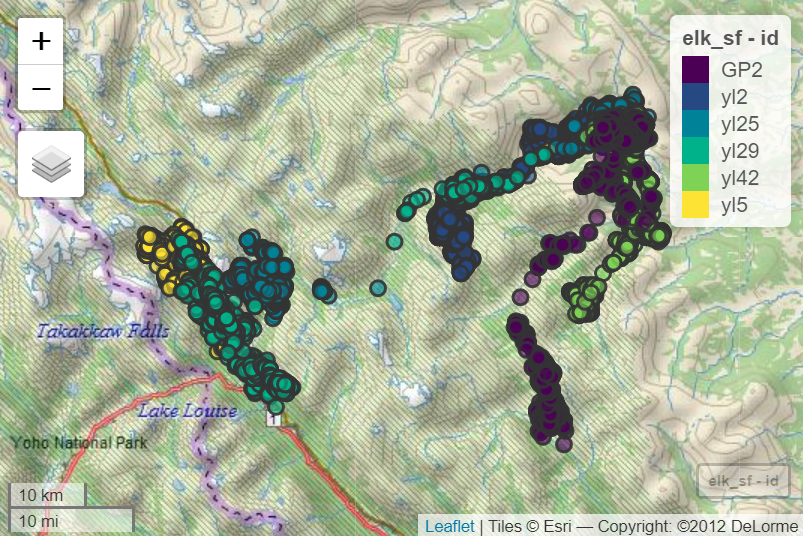 +
elk_sf - id
GP2
yl2
yl25
yl29
yl42
yl5
−
Takakkaw Falls
Lake Louise
1
Yoho National Park
elk_sf - id
10 km
10 mi
Leaflet | Tiles © Esri — Copyright: ©2012 DeLorme